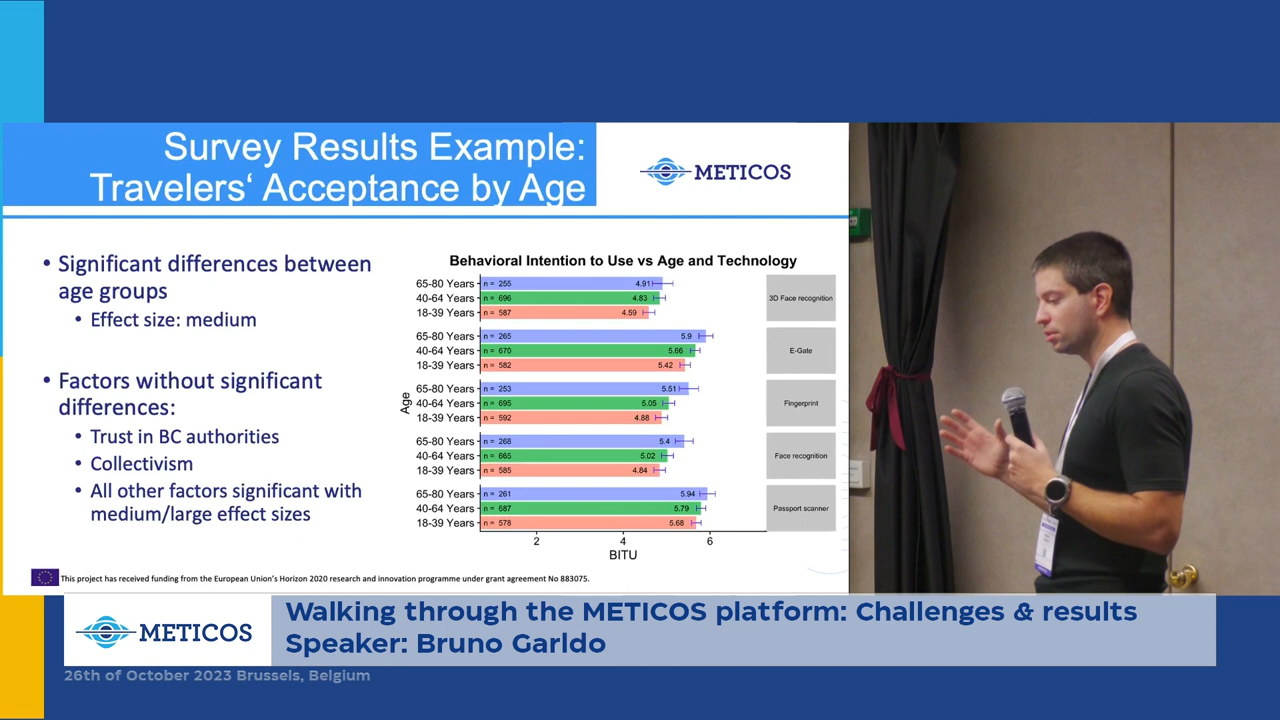 Survey Results Example:
Travelers‘ Acceptance by Age
METICOS
• Significant differences between
age groups
• Effect size: medium
• Factors without significant
differences:
• Trust in BC authorities
• Collectivism
• All other factors significant with
medium/large effect sizes
Behavioral Intention to Use vs Age and Technology
65-80 Years n = 255 4.91
40-64 Years n = 696 4.83
18-39 Years n = 587 4.59
3D Face recognition
65-80 Years n = 265 5.9
40-64 Years n = 670 5.66
18-39 Years n = 582 5.42
E-Gate
65-80 Years n = 253 5.51
40-64 Years n = 695 5.05
18-39 Years n = 592 4.88
Fingerprint
65-80 Years n = 268 5.4
40-64 Years n = 665 5.02
18-39 Years n = 585 4.84
Face recognition
65-80 Years n = 261 5.94
40-64 Years n = 687 5.79
18-39 Years n = 578 5.68
Passport scanner
Age
2 4 6
BITU
This project has received funding from the European Union’s Horizon 2020 research and innovation programme under grant agreement No 883075.
METICOS
Walking through the METICOS platform: Challenges & results
Speaker: Bruno Garldo
26th of October 2023 Brussels, Belgium